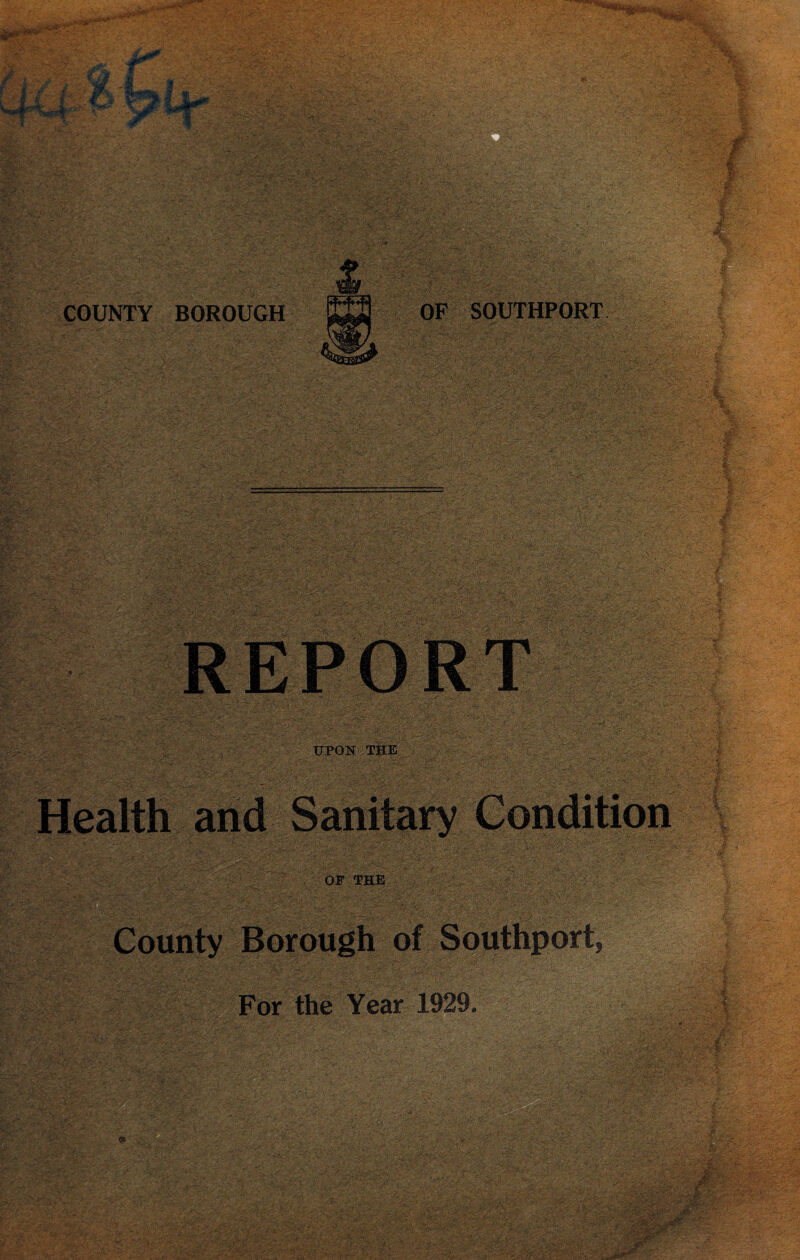 COUNTY BOROUGH OF SOUTHPORT
REPORT
UPON THE
Health and Sanitary Condition
OF THE
County Borough of Southport,
For the Year 1929.